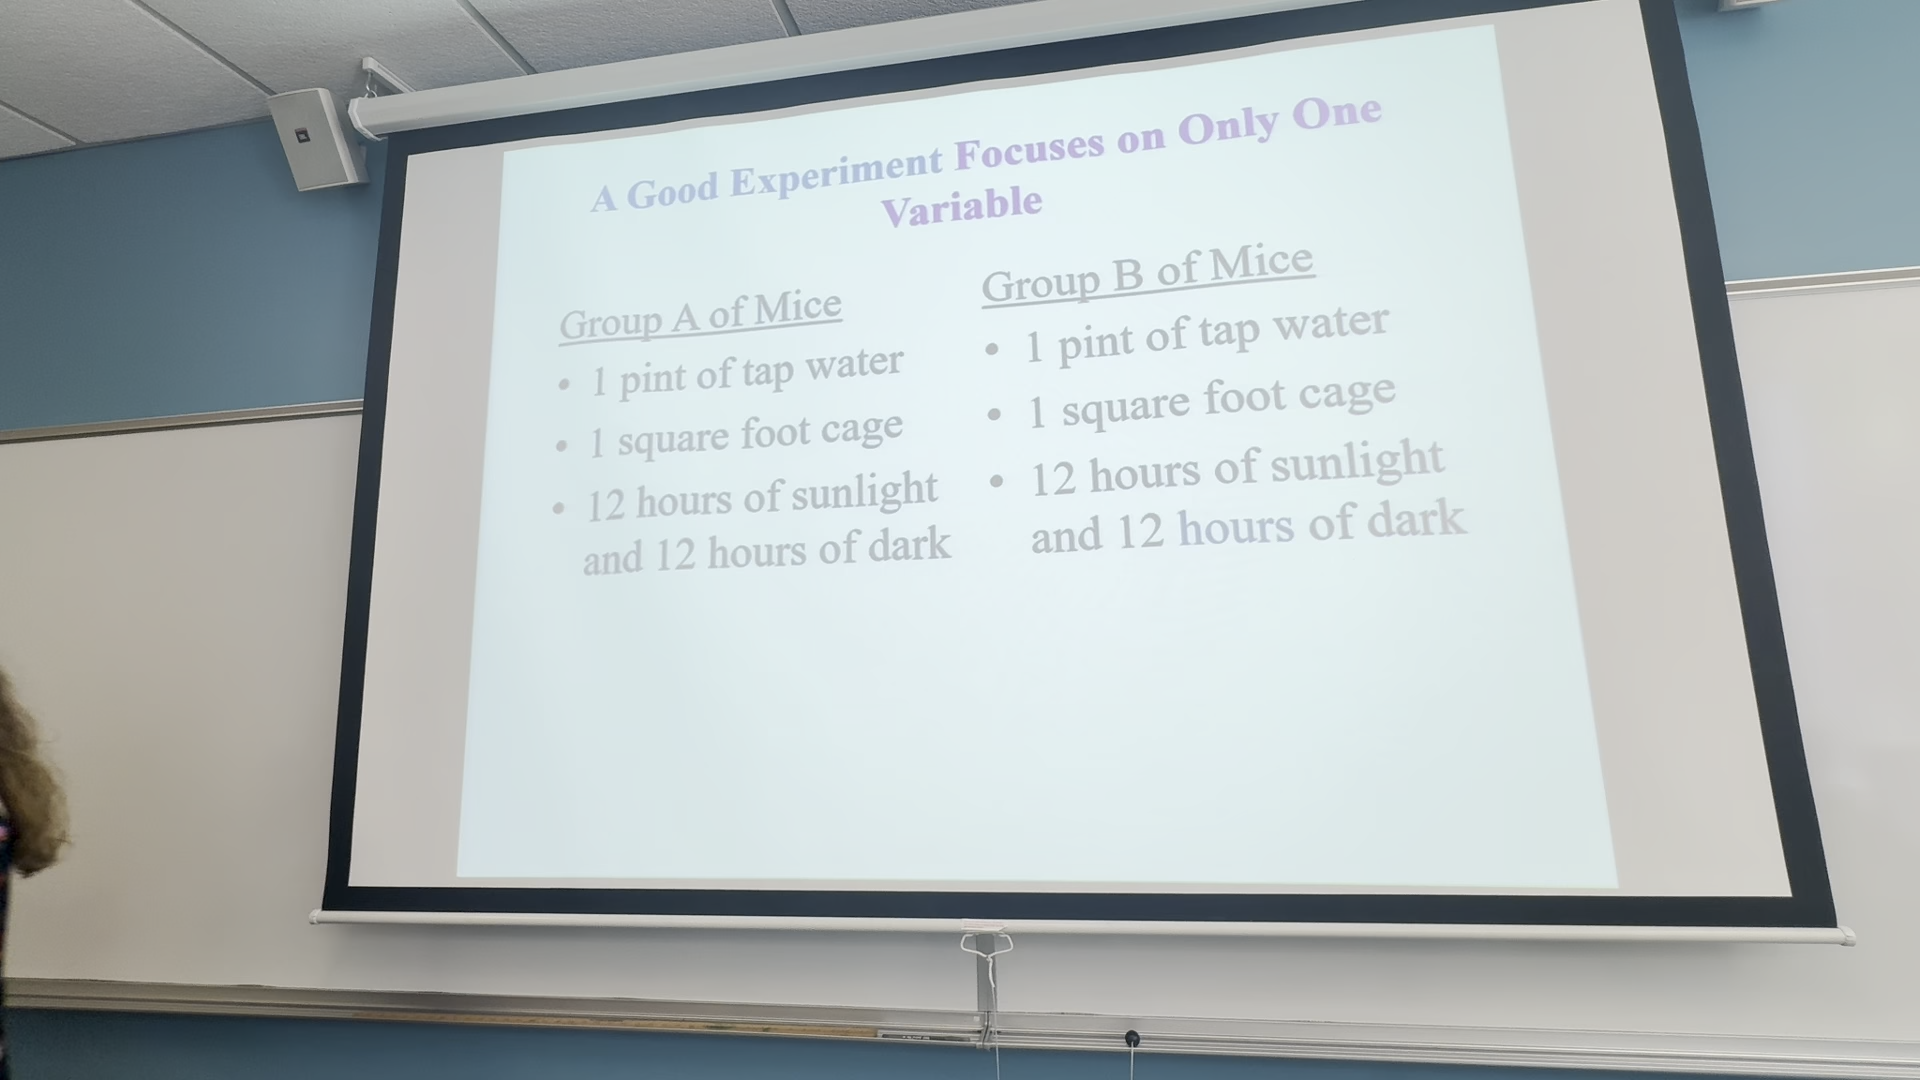 A Good Experiment Focuses on Only One
Variable
Group A of Mice
• 1 pint of tap water
• 1 square foot cage
• 12 hours of sunlight
and 12 hours of dark
Group B of Mice
• 1 pint of tap water
• 1 square foot cage
• 12 hours of sunlight
and 12 hours of dark